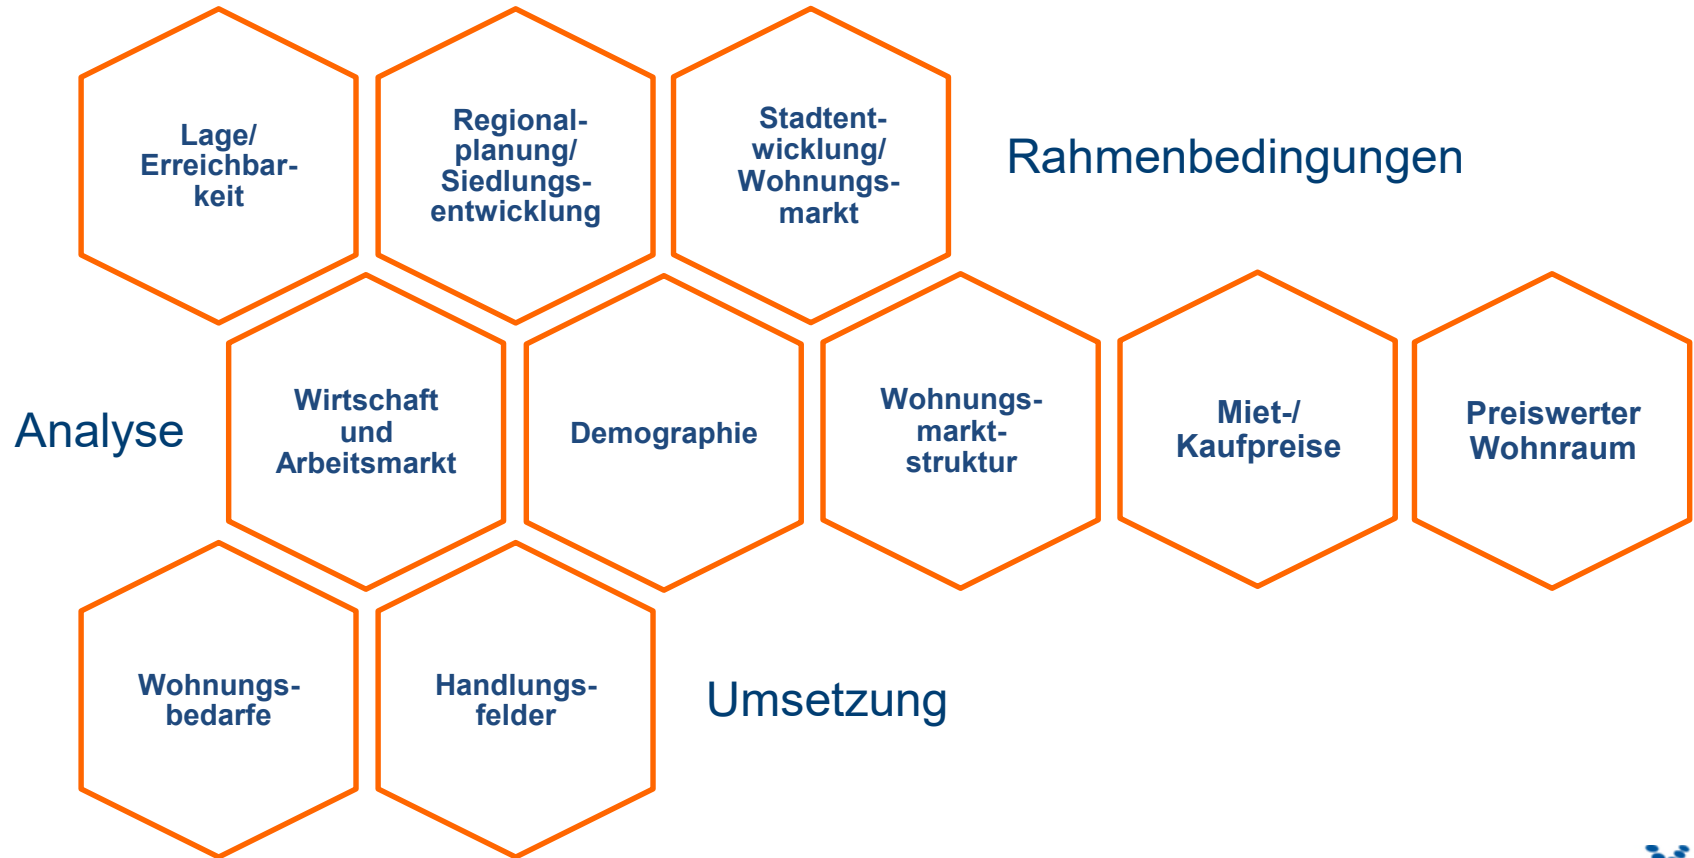 Lage/
Erreichbar-
keit
Regional-
planung/
Siedlungs-
entwicklung
Stadtent-
wicklung/
Wohnungs-
markt
Rahmenbedingungen
Analyse
Wirtschaft
und
Arbeitsmarkt
Demographie
Wohnungs-
markt-
struktur
Miet-/
Kaufpreise
Preiswerter
Wohnraum
Wohnungs-
bedarfe
Handlungs-
felder
Umsetzung